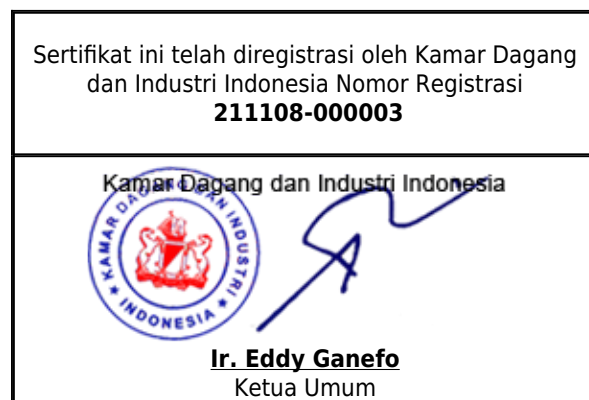 Sertifikat ini telah diregistrasi oleh Kamar Dagang
dan Industri Indonesia Nomor Registrasi
211108-000003
Kamar Dagang dan Industri Indonesia
KAMAR DAGANG DAN INDUSTRI
INDONESIA
Ir. Eddy Ganefo
Ketua Umum